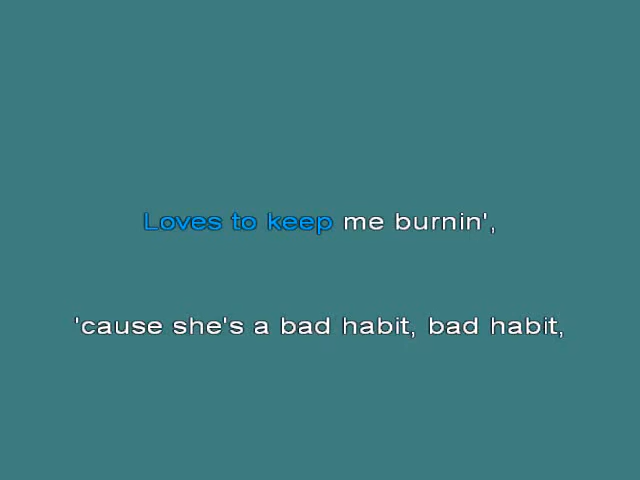 Loves to keep me burnin',
'cause she's a bad habit, bad habit,